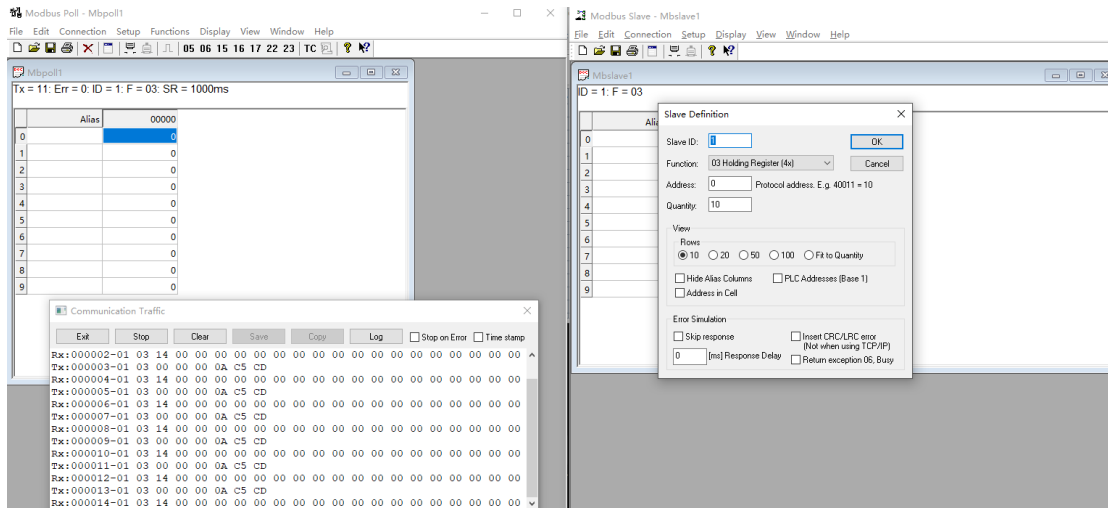 Modbus Poll - Mbpoll1
File Edit Connection Setup Functions Display View Window Help
05 06 15 16 17 22 23 TC
Mbpoll1
Tx = 11: Err = 0: ID = 1: F = 03: SR = 1000ms
Alias 00000
0 0
1 0
2 0
3 0
4 0
5 0
6 0
7 0
8 0
9 0
Communication Traffic
Exit Stop Clear Save Copy Log Stop on Error Time stamp
Rx:000002-01 03 14 00 00 00 00 00 00 00 00 00 00 00 00 00 00 00 00 00 00
Tx:000003-01 03 00 00 00 0A C5 CD
Rx:000004-01 03 14 00 00 00 00 00 00 00 00 00 00 00 00 00 00 00 00 00 00
Tx:000005-01 03 00 00 00 0A C5 CD
Rx:000006-01 03 14 00 00 00 00 00 00 00 00 00 00 00 00 00 00 00 00 00 00
Tx:000007-01 03 00 00 00 0A C5 CD
Rx:000008-01 03 14 00 00 00 00 00 00 00 00 00 00 00 00 00 00 00 00 00 00
Tx:000009-01 03 00 00 00 0A C5 CD
Rx:000010-01 03 14 00 00 00 00 00 00 00 00 00 00 00 00 00 00 00 00 00 00
Tx:000011-01 03 00 00 00 0A C5 CD
Rx:000012-01 03 14 00 00 00 00 00 00 00 00 00 00 00 00 00 00 00 00 00 00
Tx:000013-01 03 00 00 00 0A C5 CD
Rx:000014-01 03 14 00 00 00 00 00 00 00 00 00 00 00 00 00 00 00 00 00 00
Modbus Slave - Mbslave1
File Edit Connection Setup Display View Window Help
Mbslave1
ID = 1: F = 03
Alia
0
1
2
3
4
5
6
7
8
9
Slave Definition
Slave ID: 1 OK
Function: 03 Holding Register (4x) Cancel
Address: 0 Protocol address. E.g. 40011 = 10
Quantity: 10
View
Rows
10 20 50 100 Fit to Quantity
Hide Alias Columns PLC Addresses (Base 1)
Address in Cell
Error Simulation
Skip response Insert CRC/LRC error
(Not when using TCP/IP)
0 [ms] Response Delay Return exception 06, Busy